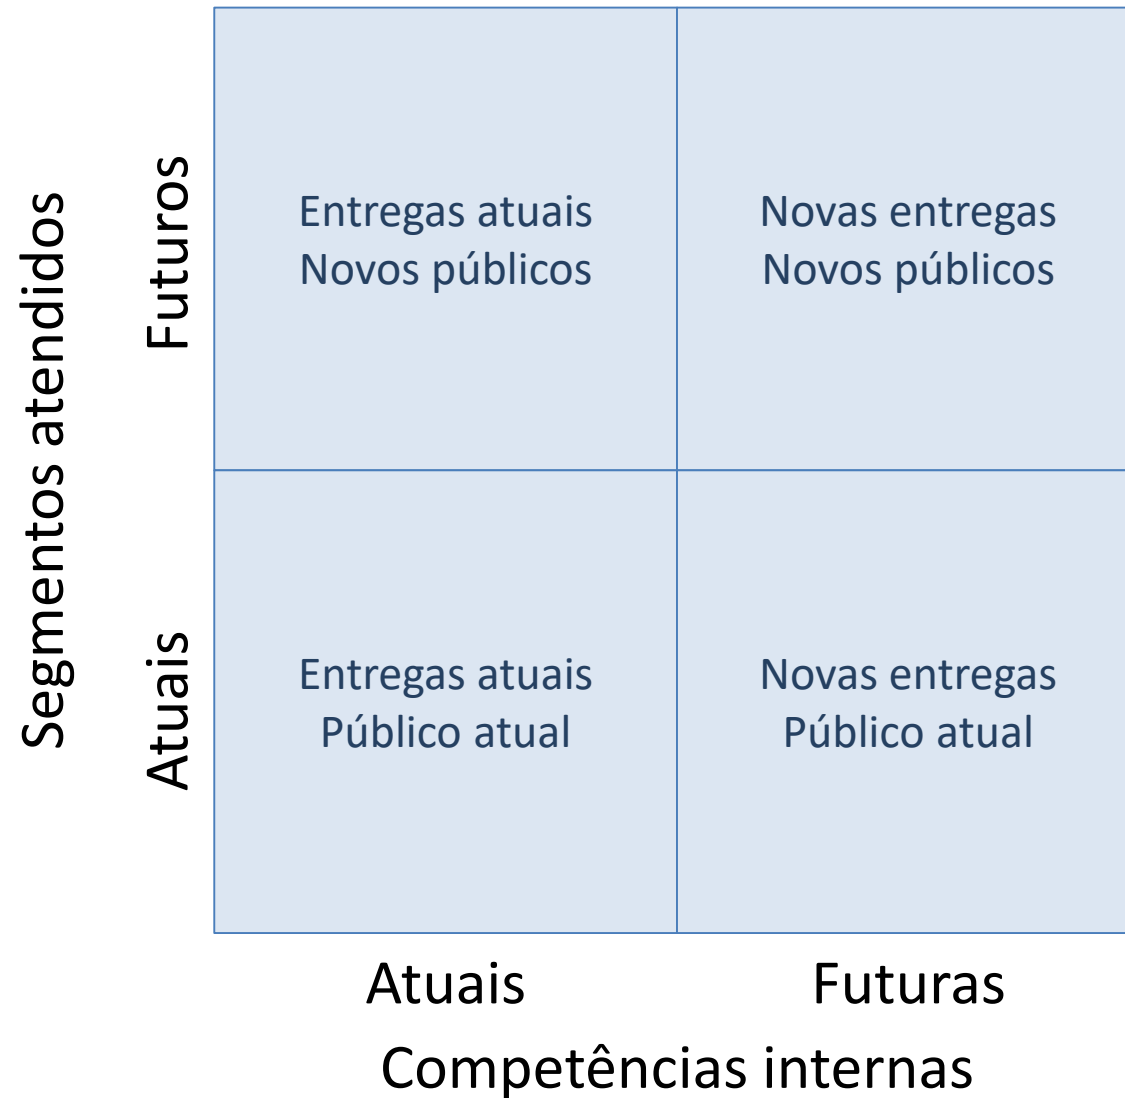 Segmentos atendidos
Futuros
Entregas atuais
Novos públicos
Novas entregas
Novos públicos
Atuais
Entregas atuais
Público atual
Novas entregas
Público atual
Atuais
Futuras
Competências internas